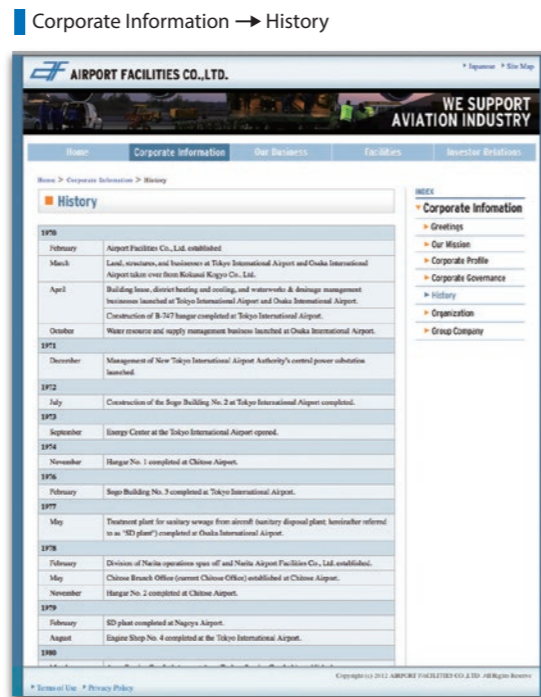 Corporate Information → History
AIRPORT FACILITIES CO.,LTD.
Japanese Site Map
WE SUPPORT
AVIATION INDUSTRY
Home Corporate Information Our Business Facilities Investor Relations
Home > Corporate Information > History
History
1970
February Airport Facilities Co., Ltd. established
March Land, structures, and businesses at Tokyo International Airport and Osaka International
Airport taken over from Kokusai Kogyo Co., Ltd.
April Building lease, district heating and cooling, and waterworks & drainage management
businesses launched at Tokyo International Airport and Osaka International Airport.
Construction of B-747 hangar completed at Tokyo International Airport.
October Water resource and supply management business launched at Osaka International Airport.
1971
December Management of New Tokyo International Airport Authority's central power substation
launched.
1972
July Construction of the Sogo Building No. 2 at Tokyo International Airport completed.
1973
September Energy Center at the Tokyo International Airport opened.
1974
November Hangar No. 1 completed at Chitose Airport.
1976
February Sogo Building No. 3 completed at Tokyo International Airport.
1977
May Treatment plant for sanitary sewage from aircraft (sanitary disposal plant; hereinafter referred
to as "SD plant") completed at Osaka International Airport.
1978
February Division of Narita operations spun off and Narita Airport Facilities Co., Ltd. established.
May Chitose Branch Office (current Chitose Office) established at Chitose Airport.
November Hangar No. 2 completed at Chitose Airport.
1979
February SD plant completed at Nagoya Airport.
August Engine Shop No. 4 completed at the Tokyo International Airport.
1980
INDEX
Corporate Infomation
Greetings
Our Mission
Corporate Profile
Corporate Governance
History
Organization
Group Company
Copyright (c) 2012 AIRPORT FACILITIES CO.,LTD. All Rights Reserve
Terms of Use Privacy Policy